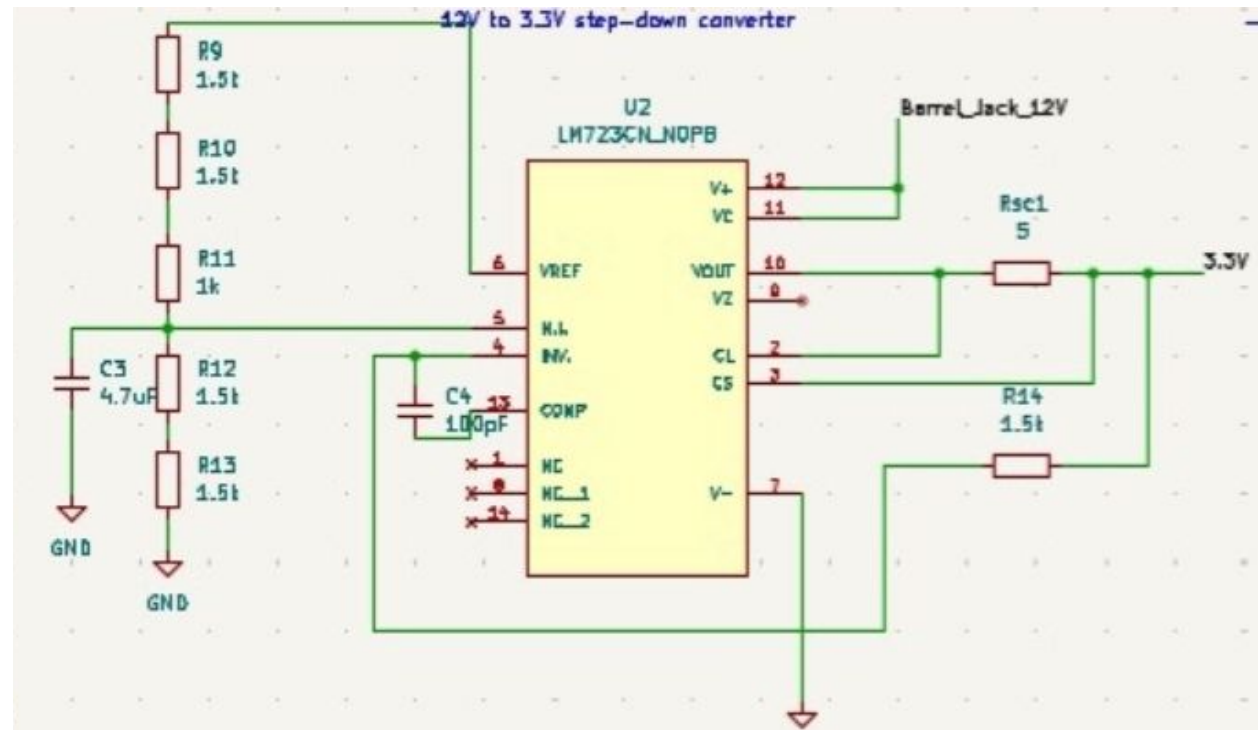 12V to 3.3V step-down converter
R9
1.5k
R10
1.5k
R11
1k
R12
1.5k
R13
1.5k
C3
4.7uF
GND
GND
C4
100pF
U2
LM723CN_NOPB
6
VREF
5
N.I.
4
INV.
13
COMP
1
NC
8
NC_1
14
NC_2
V+
12
VC
11
VOUT
10
VZ
9
CL
2
CS
3
V-
7
Barrel_Jack_12V
Rsc1
5
3.3V
R14
1.5k